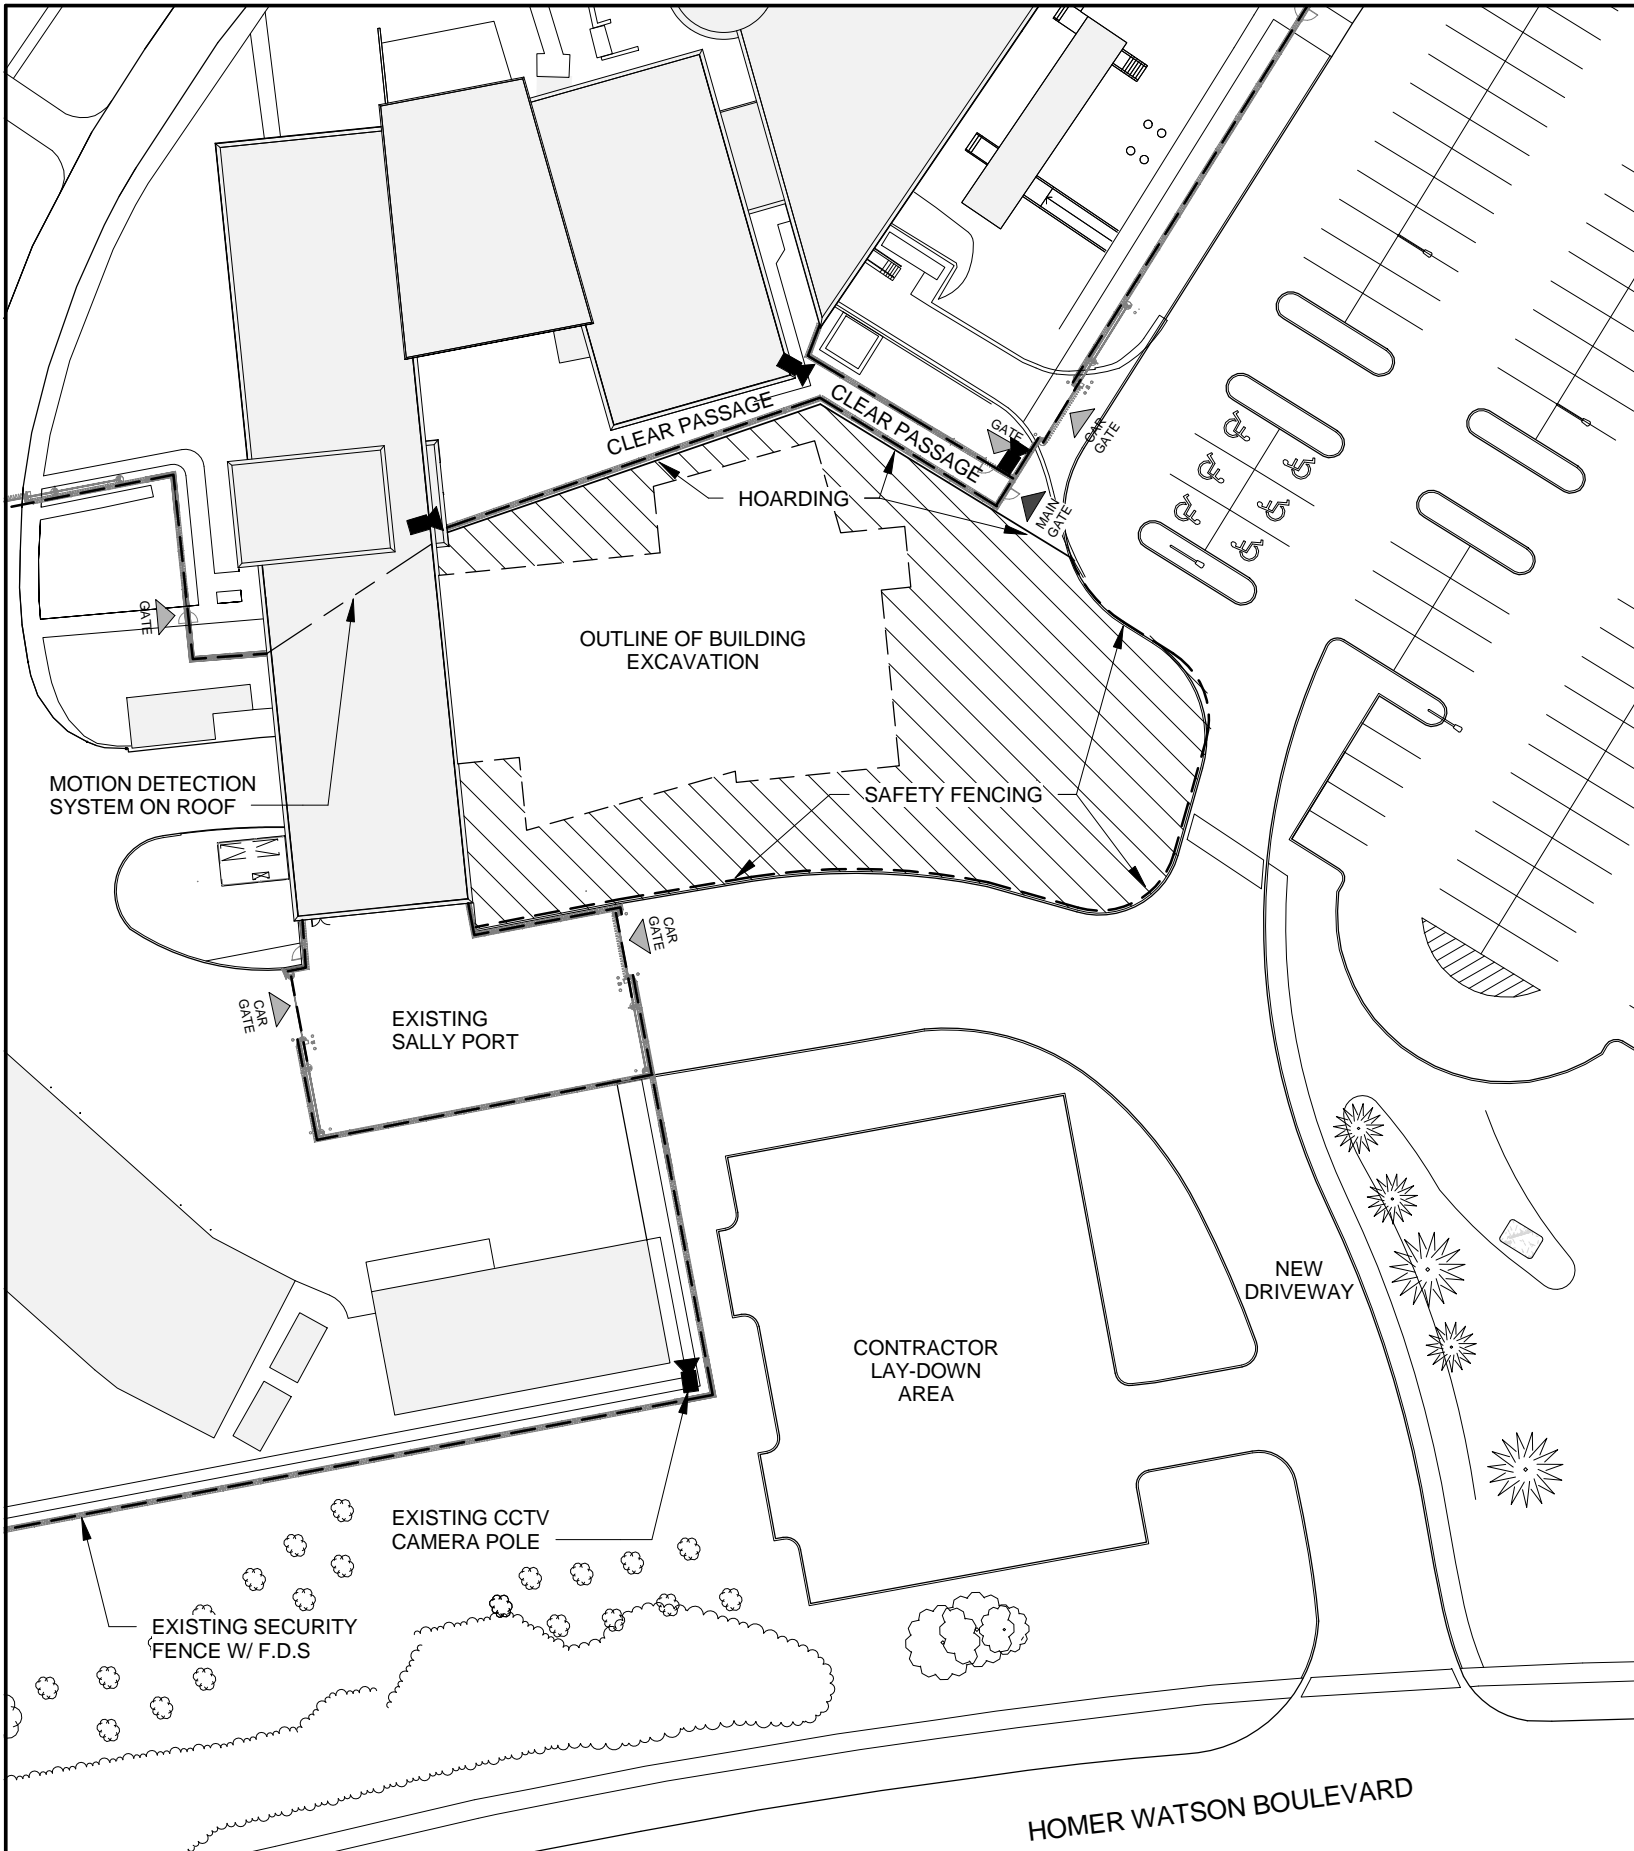 CLEAR PASSAGE
CLEAR PASSAGE
GATE
CAR
GATE
HOARDING
MAIN
GATE
GATE
OUTLINE OF BUILDING
EXCAVATION
MOTION DETECTION
SYSTEM ON ROOF
SAFETY FENCING
CAR
GATE
CAR
GATE
EXISTING
SALLY PORT
NEW
DRIVEWAY
CONTRACTOR
LAY-DOWN
AREA
EXISTING CCTV
CAMERA POLE
EXISTING SECURITY
FENCE W/ F.D.S
HOMER WATSON BOULEVARD